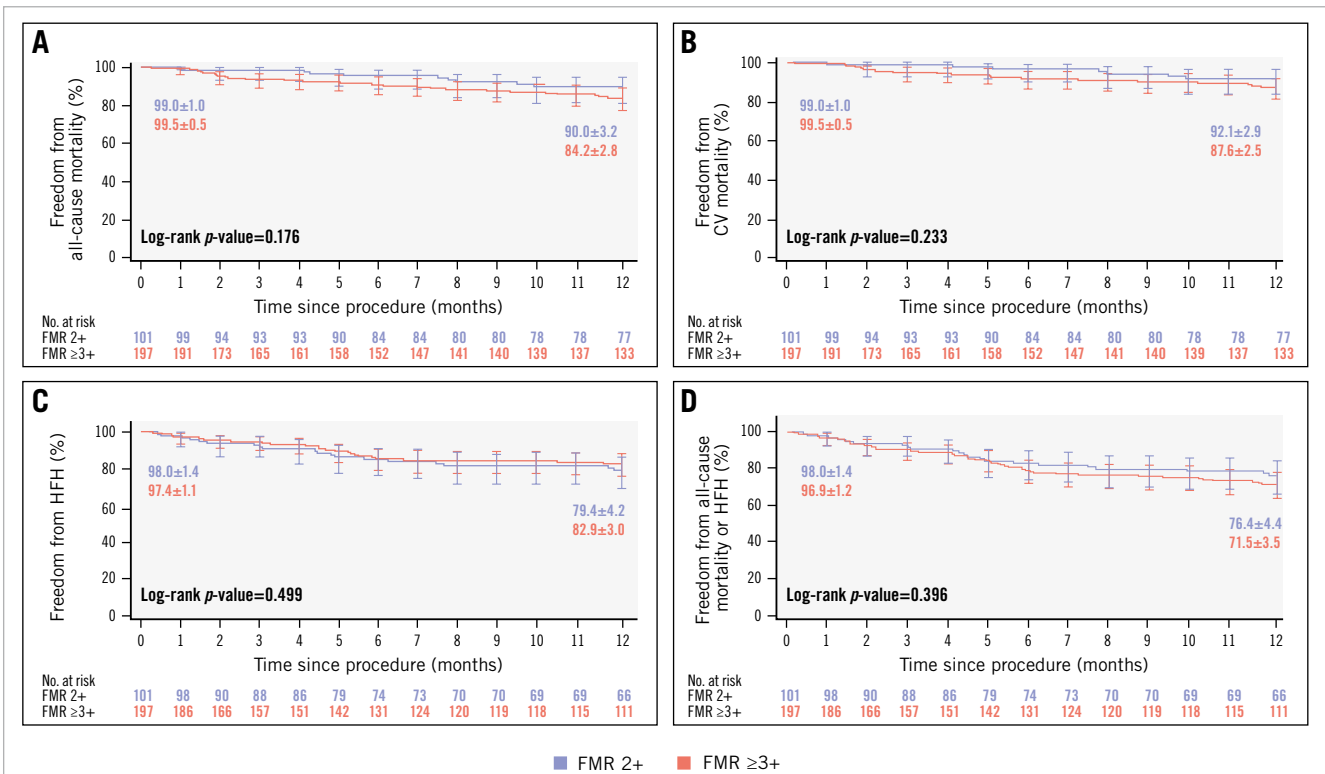 A
Freedom from
all-cause mortality (%)
100
80
60
40
20
0
99.0±1.0
99.5±0.5
90.0±3.2
84.2±2.8
Log-rank p-value=0.176
0 1 2 3 4 5 6 7 8 9 10 11 12
Time since procedure (months)
No. at risk
FMR 2+ 101 99 94 93 93 90 84 84 80 80 78 78 77
FMR ≥3+ 197 191 173 165 161 158 152 147 141 140 139 137 133
B
Freedom from
CV mortality (%)
100
80
60
40
20
0
99.0±1.0
99.5±0.5
92.1±2.9
87.6±2.5
Log-rank p-value=0.233
0 1 2 3 4 5 6 7 8 9 10 11 12
Time since procedure (months)
No. at risk
FMR 2+ 101 99 94 93 93 90 84 84 80 80 78 78 77
FMR ≥3+ 197 191 173 165 161 158 152 147 141 140 139 137 133
C
Freedom from HFH (%)
100
80
60
40
20
0
98.0±1.4
97.4±1.1
79.4±4.2
82.9±3.0
Log-rank p-value=0.499
0 1 2 3 4 5 6 7 8 9 10 11 12
Time since procedure (months)
No. at risk
FMR 2+ 101 98 90 88 86 79 74 73 70 70 69 69 66
FMR ≥3+ 197 186 166 157 151 142 131 124 120 119 118 115 111
D
Freedom from all-cause
mortality or HFH (%)
100
80
60
40
20
0
98.0±1.4
96.9±1.2
76.4±4.4
71.5±3.5
Log-rank p-value=0.396
0 1 2 3 4 5 6 7 8 9 10 11 12
Time since procedure (months)
No. at risk
FMR 2+ 101 98 90 88 86 79 74 73 70 70 69 69 66
FMR ≥3+ 197 186 166 157 151 142 131 124 120 119 118 115 111
FMR 2+ FMR ≥3+